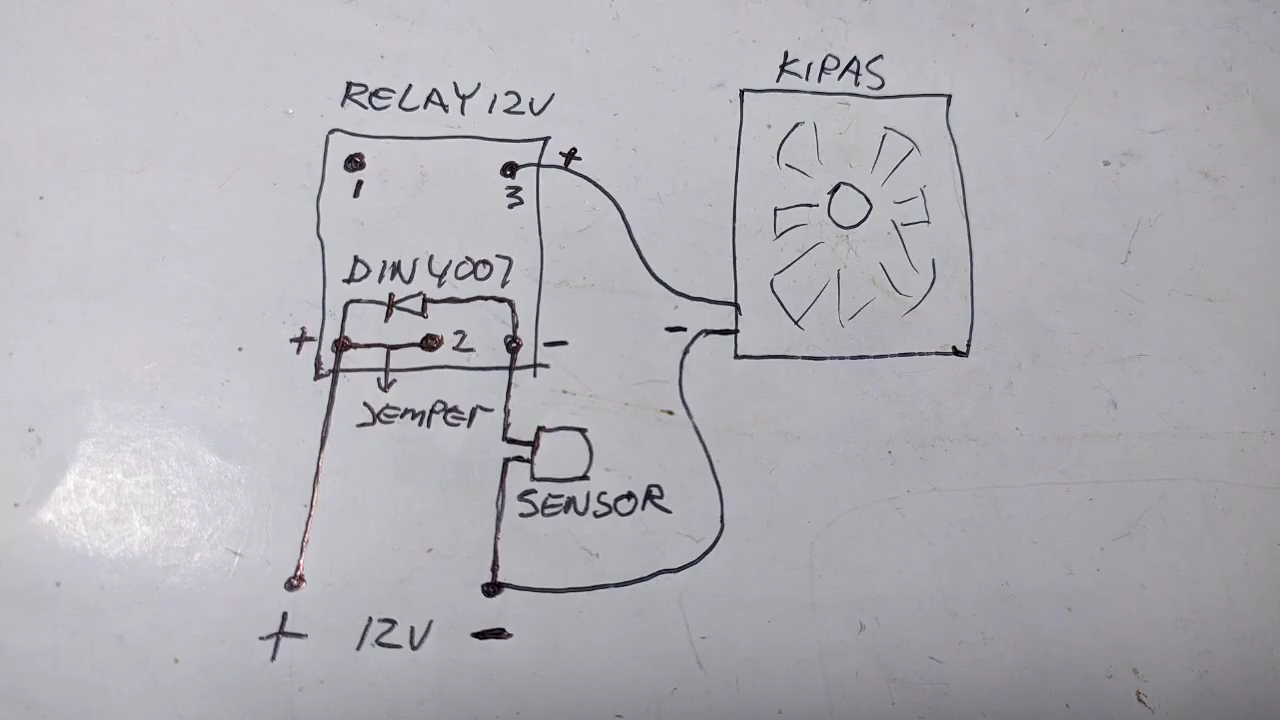 KIPAS
RELAY 12V
+
1
3
DIN4007
+ 2 -
-
JEMPER
SENSOR
+ 12V -